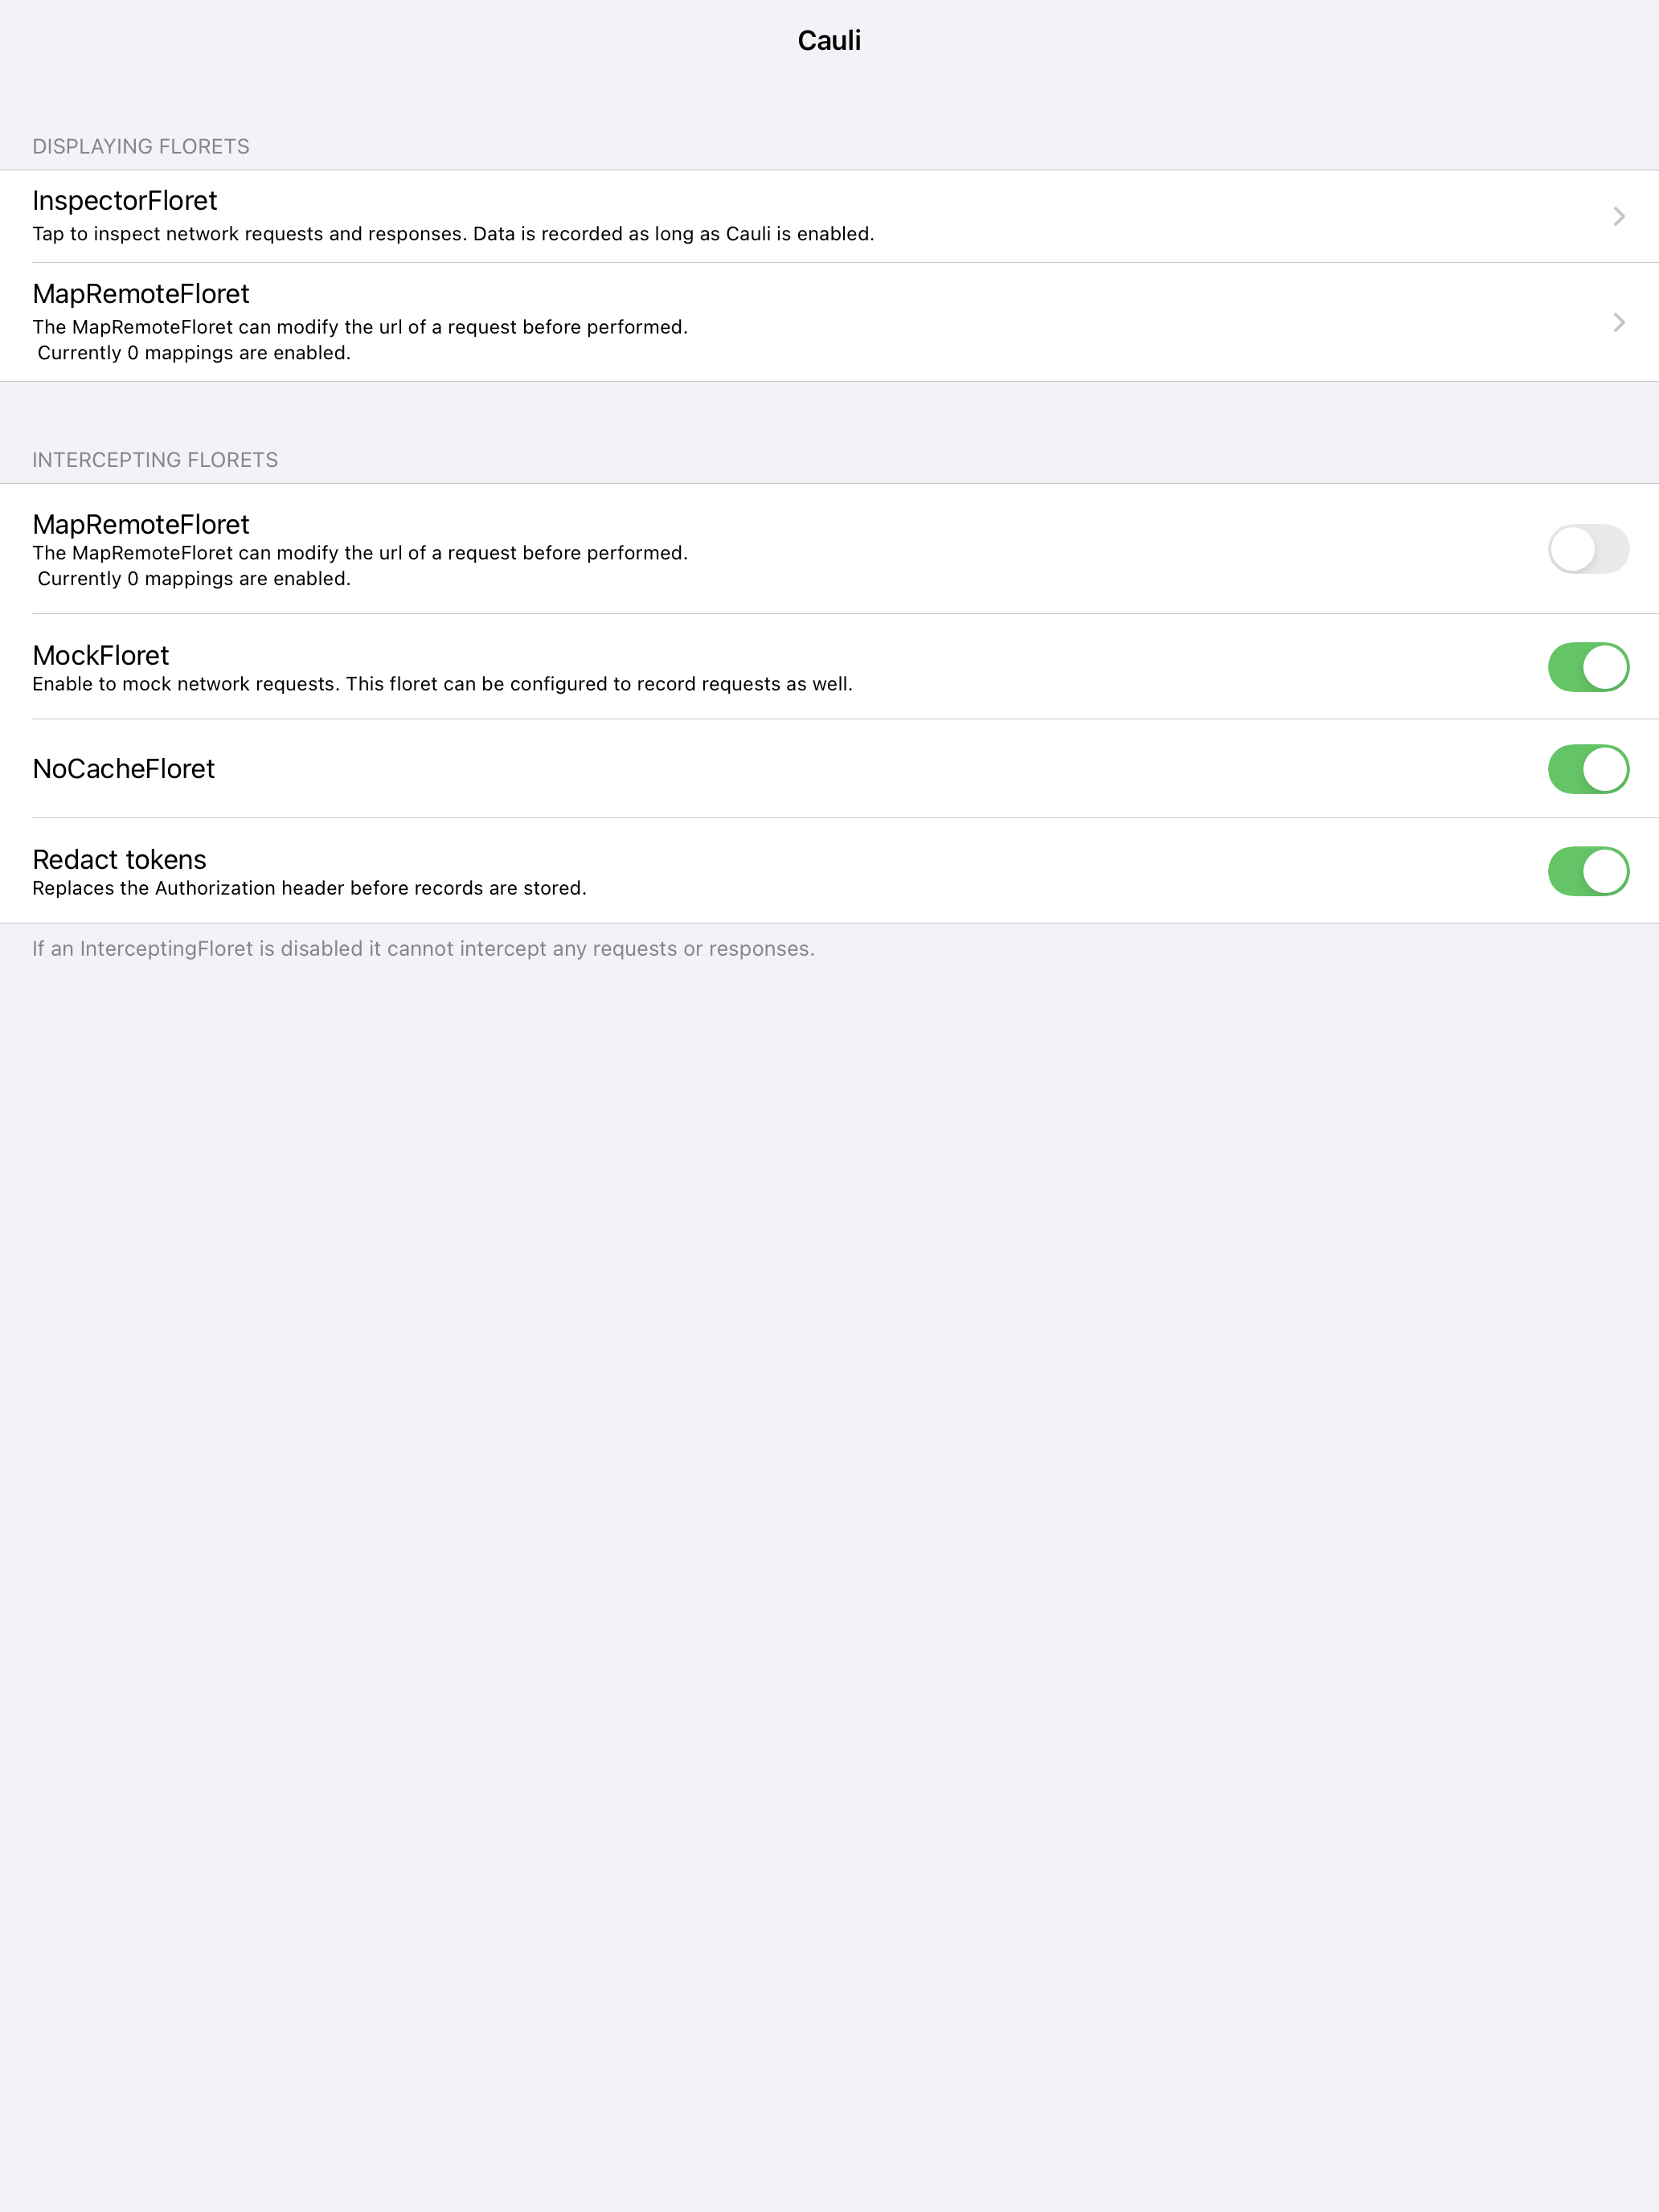 Cauli
DISPLAYING FLORETS
InspectorFloret
Tap to inspect network requests and responses. Data is recorded as long as Cauli is enabled.
MapRemoteFloret
The MapRemoteFloret can modify the url of a request before performed.
Currently 0 mappings are enabled.
INTERCEPTING FLORETS
MapRemoteFloret
The MapRemoteFloret can modify the url of a request before performed.
Currently 0 mappings are enabled.
MockFloret
Enable to mock network requests. This floret can be configured to record requests as well.
NoCacheFloret
Redact tokens
Replaces the Authorization header before records are stored.
If an InterceptingFloret is disabled it cannot intercept any requests or responses.